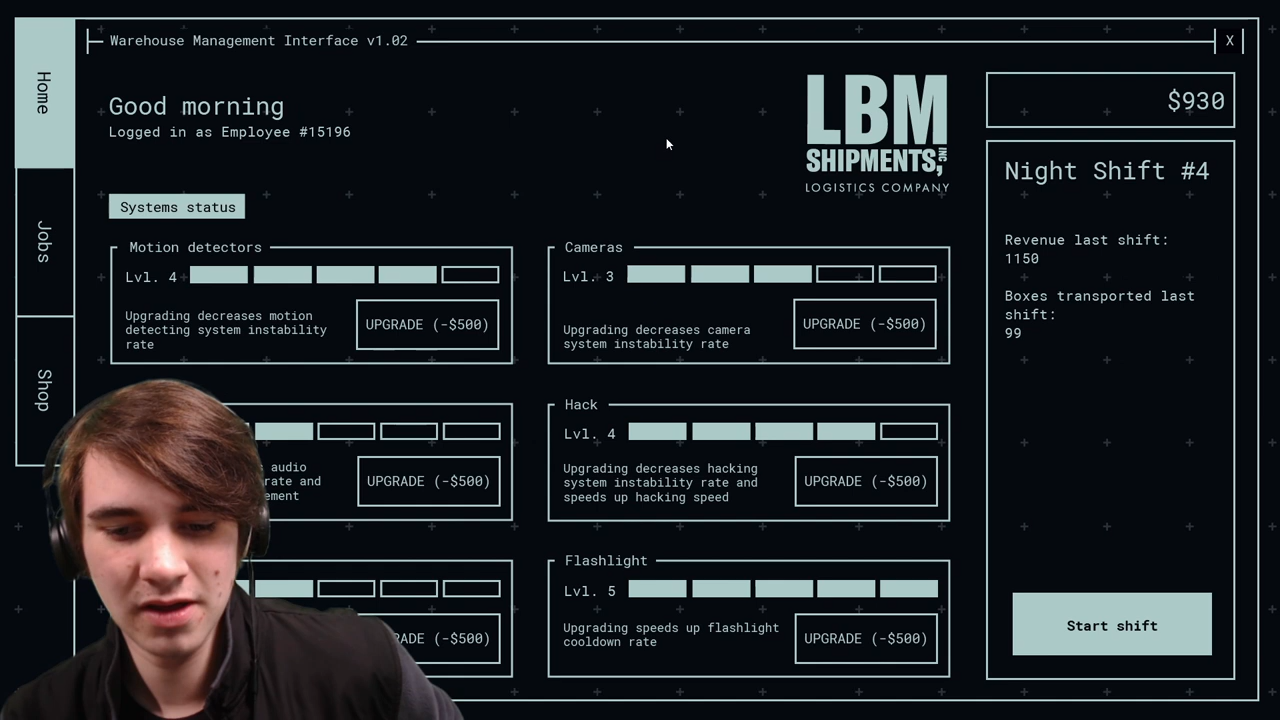 Warehouse Management Interface v1.02
X
Home
Jobs
Shop
Good morning
Logged in as Employee #15196
LBM
SHIPMENTS, INC
LOGISTICS COMPANY
$930
Systems status
Motion detectors
Lvl. 4
Upgrading decreases motion
detecting system instability
rate
UPGRADE (-$500)
Cameras
Lvl. 3
Upgrading decreases camera
system instability rate
UPGRADE (-$500)
audio
rate and
UPGRADE (-$500)
Hack
Lvl. 4
Upgrading decreases hacking
system instability rate and
speeds up hacking speed
UPGRADE (-$500)
(-$500)
Flashlight
Lvl. 5
Upgrading speeds up flashlight
cooldown rate
UPGRADE (-$500)
Night Shift #4
Revenue last shift:
1150
Boxes transported last
shift:
99
Start shift